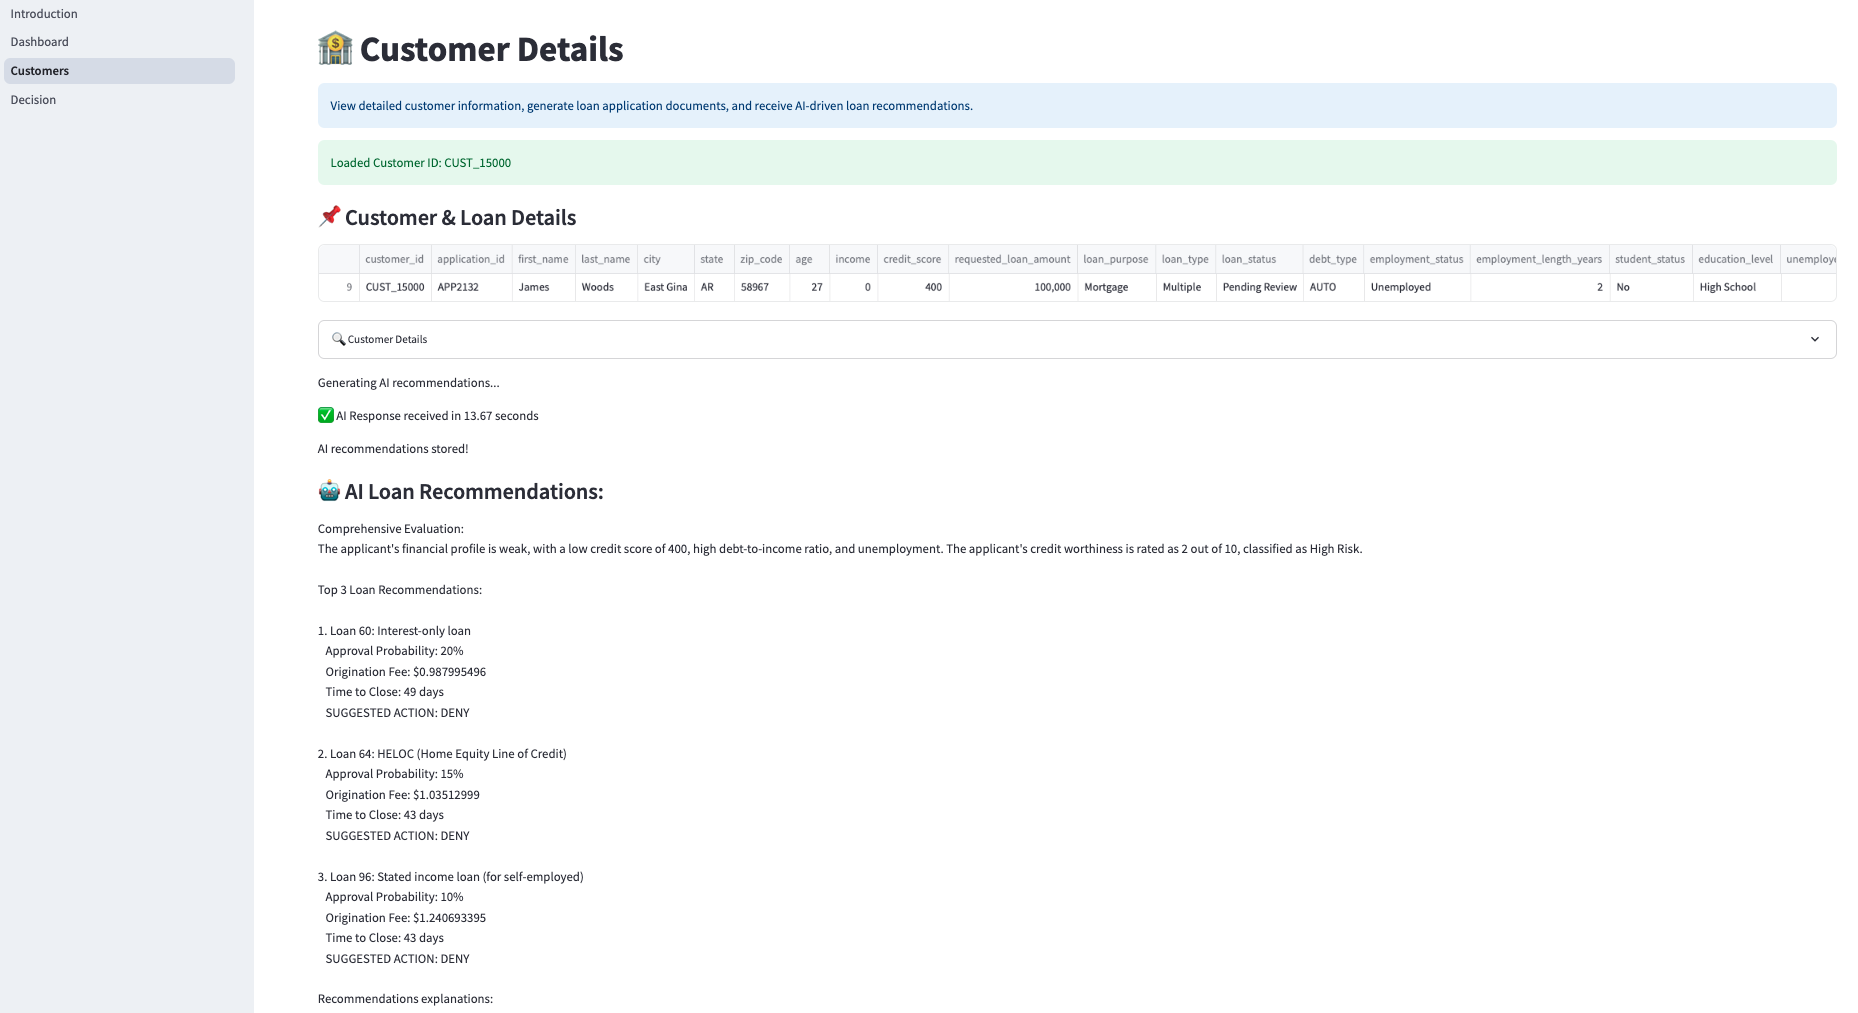 Introduction
Dashboard
Customers
Decision
Customer Details
View detailed customer information, generate loan application documents, and receive AI-driven loan recommendations.
Loaded Customer ID: CUST_15000
Customer & Loan Details
customer_id application_id first_name last_name city state zip_code age income credit_score requested_loan_amount loan_purpose loan_type loan_status debt_type employment_status employment_length_years student_status education_level unemploye
9 CUST_15000 APP2132 James Woods East Gina AR 58967 27 0 400 100,000 Mortgage Multiple Pending Review AUTO Unemployed 2 No High School
Customer Details
Generating AI recommendations...
AI Response received in 13.67 seconds
AI recommendations stored!
AI Loan Recommendations:
Comprehensive Evaluation:
The applicant's financial profile is weak, with a low credit score of 400, high debt-to-income ratio, and unemployment. The applicant's credit worthiness is rated as 2 out of 10, classified as High Risk.
Top 3 Loan Recommendations:
1. Loan 60: Interest-only loan
Approval Probability: 20%
Origination Fee: $0.987995496
Time to Close: 49 days
SUGGESTED ACTION: DENY
2. Loan 64: HELOC (Home Equity Line of Credit)
Approval Probability: 15%
Origination Fee: $1.03512999
Time to Close: 43 days
SUGGESTED ACTION: DENY
3. Loan 96: Stated income loan (for self-employed)
Approval Probability: 10%
Origination Fee: $1.240693395
Time to Close: 43 days
SUGGESTED ACTION: DENY
Recommendations explanations: